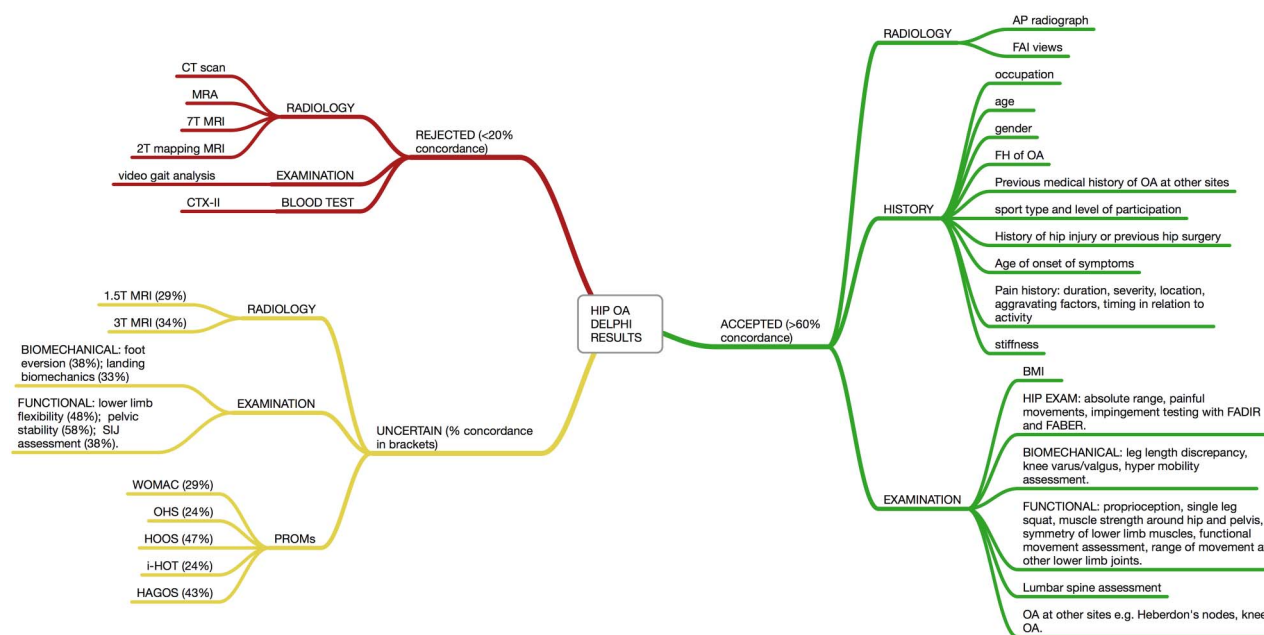 HIP OA
DELPHI
RESULTS
REJECTED (<20%
concordance)
RADIOLOGY
CT scan
MRA
7T MRI
2T mapping MRI
EXAMINATION
video gait analysis
BLOOD TEST
CTX-II
UNCERTAIN (% concordance
in brackets)
RADIOLOGY
1.5T MRI (29%)
3T MRI (34%)
EXAMINATION
BIOMECHANICAL: foot
eversion (38%); landing
biomechanics (33%)
FUNCTIONAL: lower limb
flexibility (48%); pelvic
stability (58%); SIJ
assessment (38%).
PROMs
WOMAC (29%)
OHS (24%)
HOOS (47%)
i-HOT (24%)
HAGOS (43%)
ACCEPTED (>60%
concordance)
RADIOLOGY
AP radiograph
FAI views
HISTORY
occupation
age
gender
FH of OA
Previous medical history of OA at other sites
sport type and level of participation
History of hip injury or previous hip surgery
Age of onset of symptoms
Pain history: duration, severity, location,
aggravating factors, timing in relation to
activity
stiffness
EXAMINATION
BMI
HIP EXAM: absolute range, painful
movements, impingement testing with FADIR
and FABER.
BIOMECHANICAL: leg length discrepancy,
knee varus/valgus, hyper mobility
assessment.
FUNCTIONAL: proprioception, single leg
squat, muscle strength around hip and pelvis,
symmetry of lower limb muscles, functional
movement assessment, range of movement a
other lower limb joints.
Lumbar spine assessment
OA at other sites e.g. Heberdon's nodes, knee
OA.